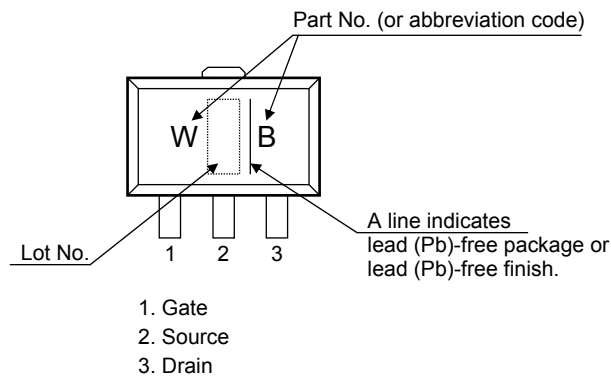 Part No. (or abbreviation code)
W B
Lot No.
A line indicates
lead (Pb)-free package or
lead (Pb)-free finish.
1 2 3
1. Gate
2. Source
3. Drain